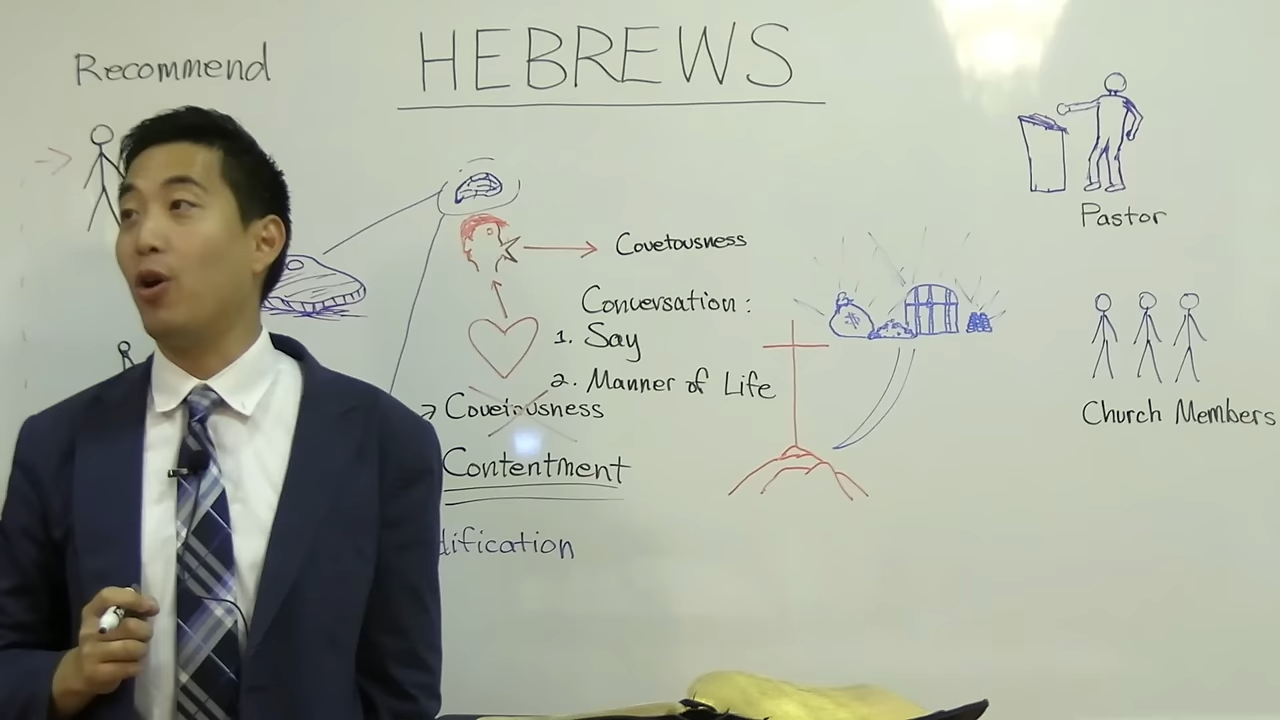 HEBREWS
Recommend
Pastor
Covetousness
Conversation:
1. Say
2. Manner of Life
Covetousness
Church Members
Contentment
dification
$